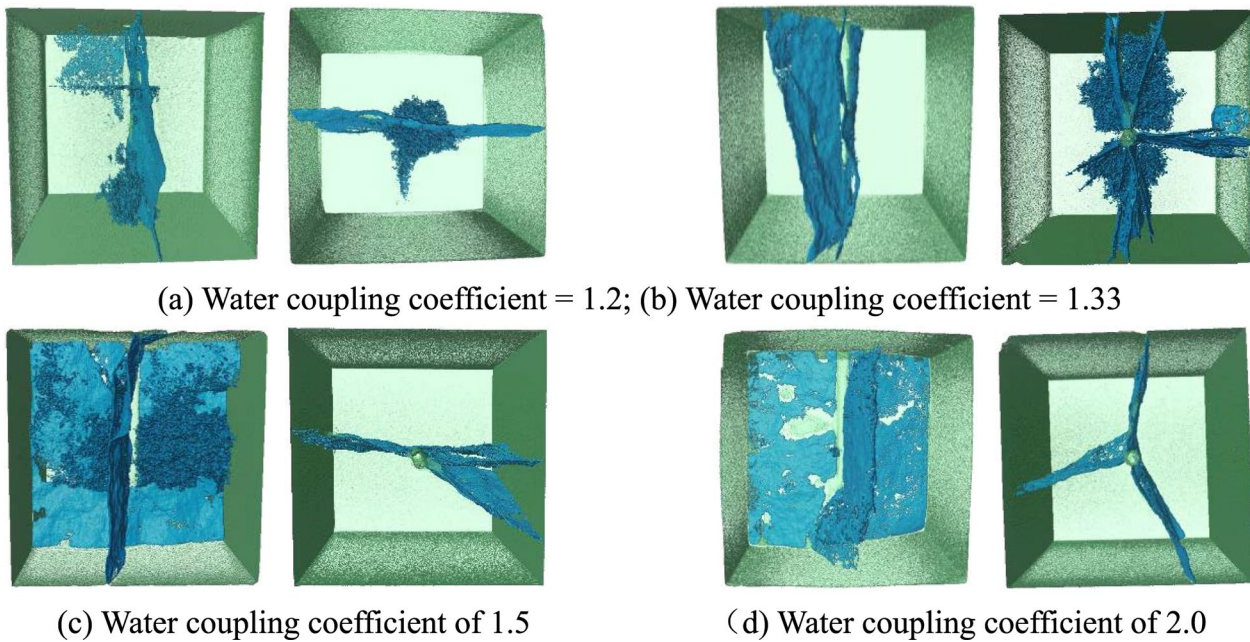 (a) Water coupling coefficient = 1.2; (b) Water coupling coefficient = 1.33
(c) Water coupling coefficient of 1.5
（d) Water coupling coefficient of 2.0